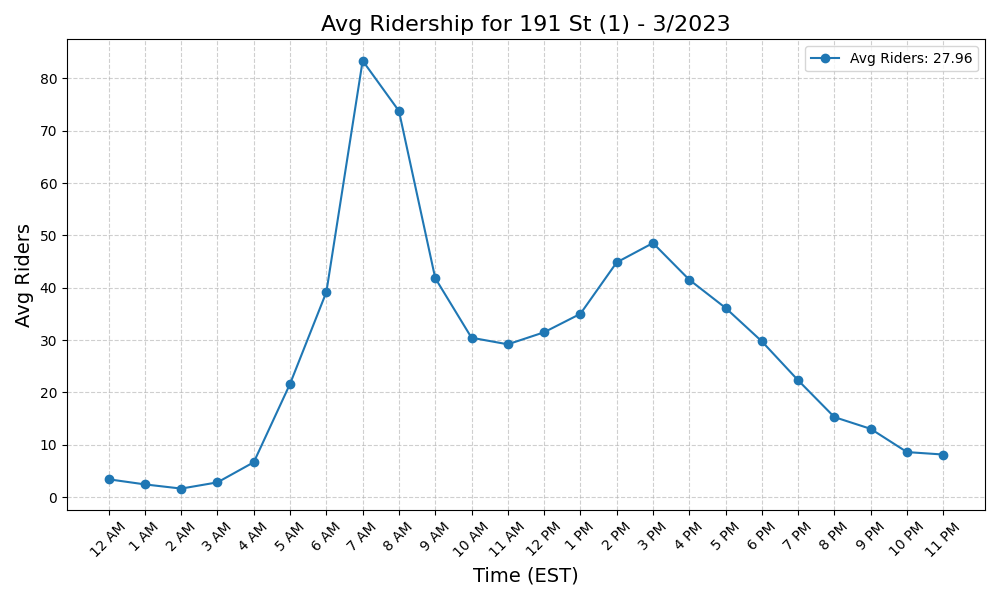 Avg Ridership for 191 St (1) - 3/2023
Avg Riders: 27.96
Avg Riders
80
70
60
50
40
30
20
10
0
12 AM
1 AM
2 AM
3 AM
4 AM
5 AM
6 AM
7 AM
8 AM
9 AM
10 AM
11 AM
12 PM
1 PM
2 PM
3 PM
4 PM
5 PM
6 PM
7 PM
8 PM
9 PM
10 PM
11 PM
Time (EST)